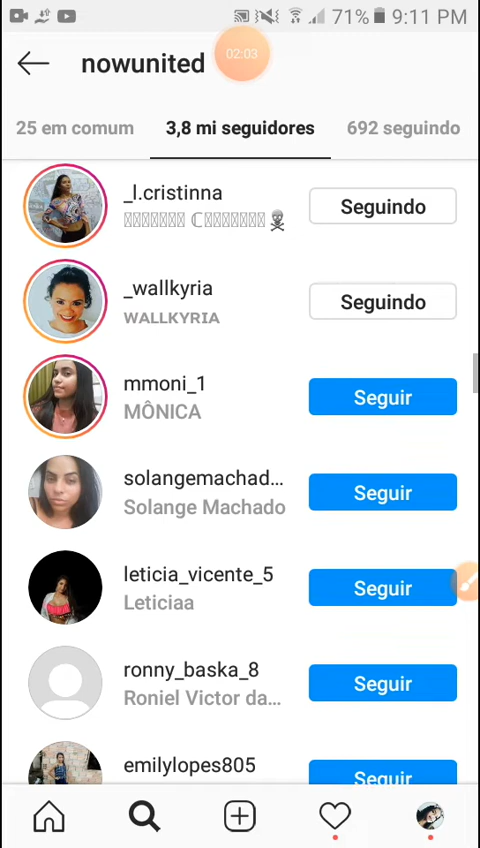 71% 9:11 PM
nowunited
02:03
25 em comum 3,8 mi seguidores 692 seguindo
_l.cristinna Seguindo
_wallkyria Seguindo
ᴡᴀʟʟᴋʏʀɪᴀ
mmoni_1 Seguir
MÔNICA
solangemachad... Seguir
Solange Machado
leticia_vicente_5 Seguir
Leticiaa
ronny_baska_8 Seguir
Roniel Victor da...
emilylopes805 Seguir